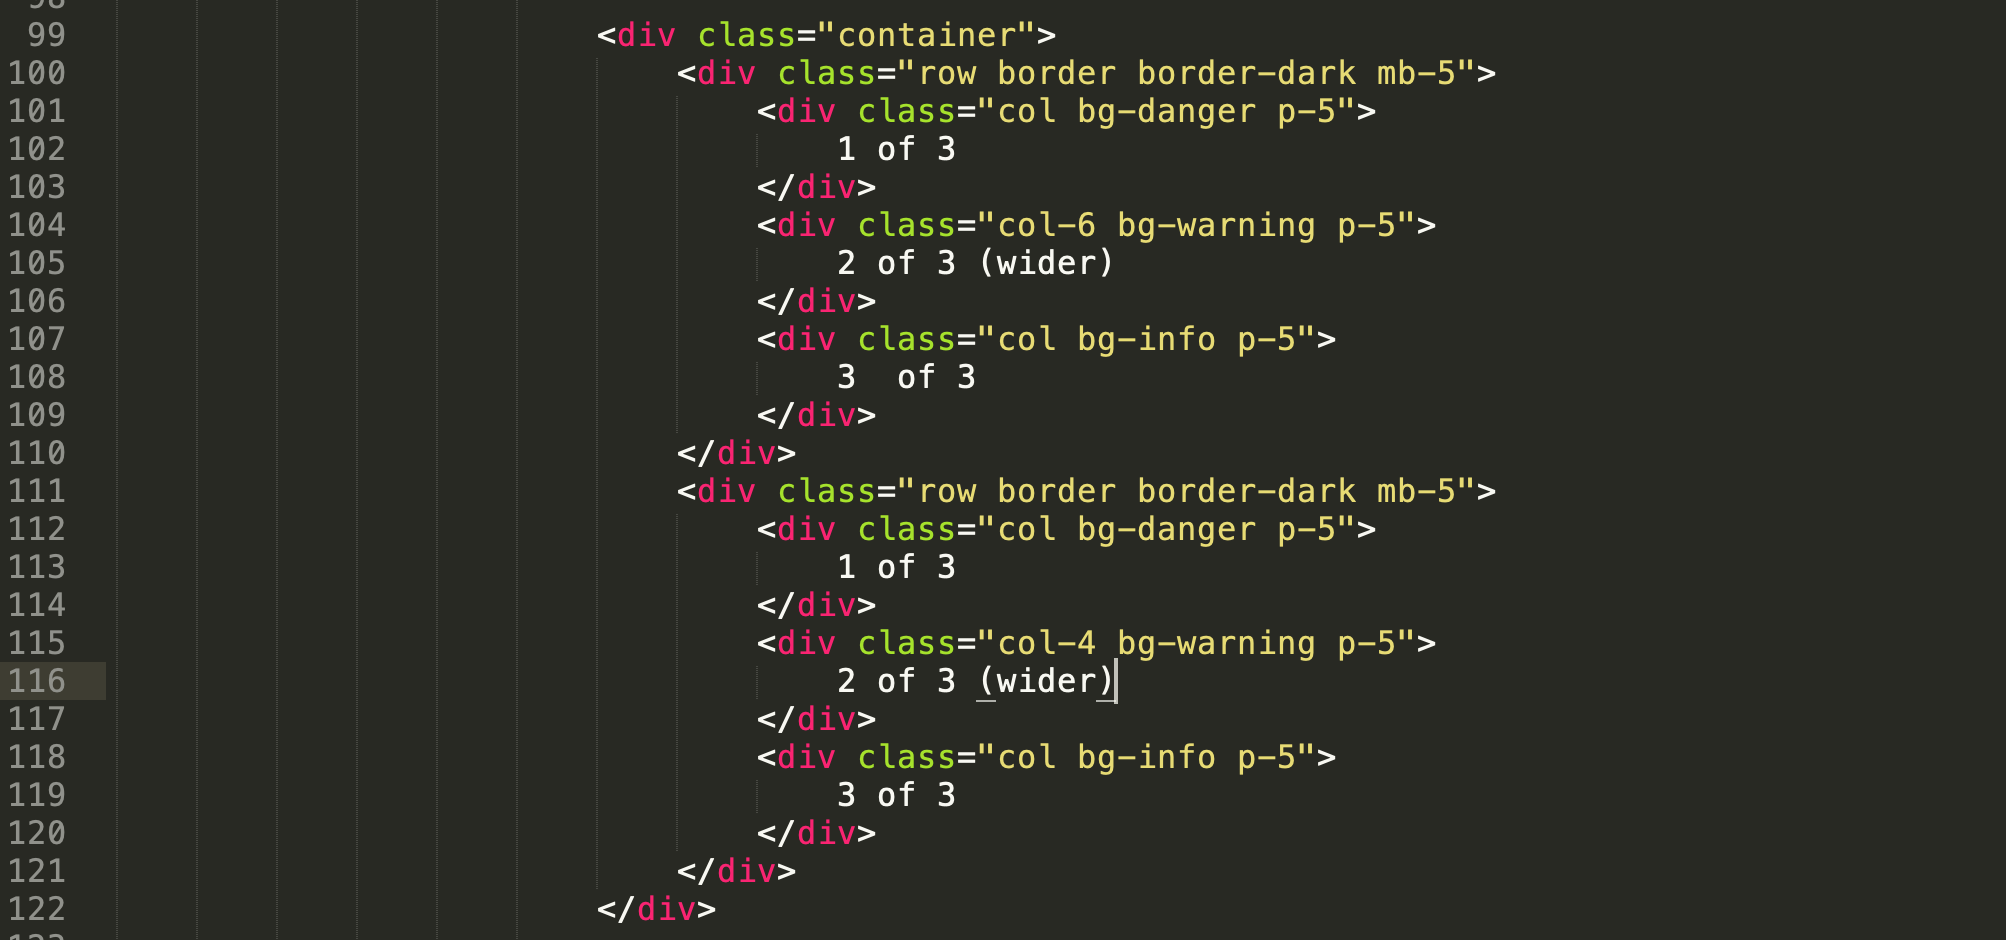 99 <div class="container">
100 <div class="row border border-dark mb-5">
101 <div class="col bg-danger p-5">
102 1 of 3
103 </div>
104 <div class="col-6 bg-warning p-5">
105 2 of 3 (wider)
106 </div>
107 <div class="col bg-info p-5">
108 3  of 3
109 </div>
110 </div>
111 <div class="row border border-dark mb-5">
112 <div class="col bg-danger p-5">
113 1 of 3
114 </div>
115 <div class="col-4 bg-warning p-5">
116 2 of 3 (wider)
117 </div>
118 <div class="col bg-info p-5">
119 3 of 3
120 </div>
121 </div>
122 </div>